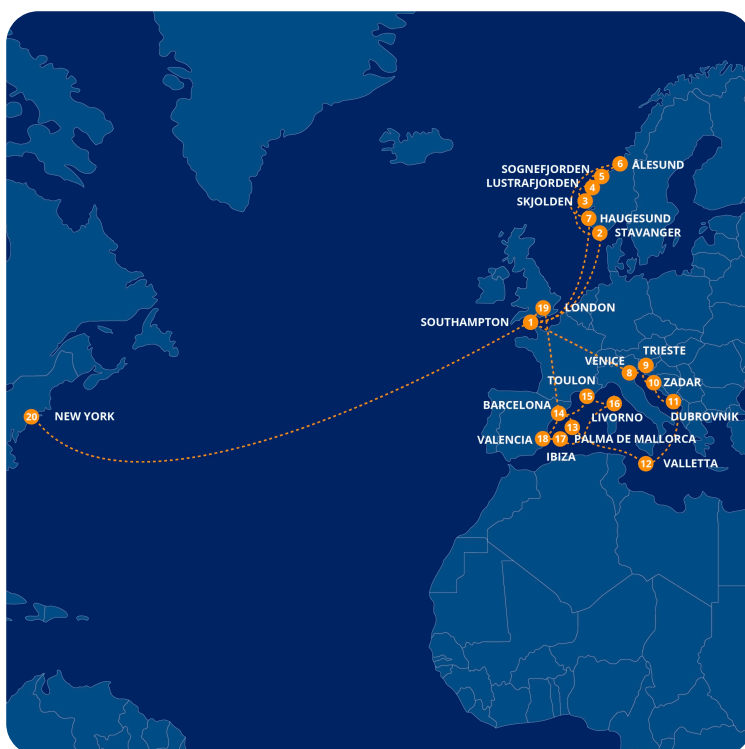 6 ÅLESUND
SOGNEFJORDEN 5
LUSTRAFJORDEN 4
SKJOLDEN 3
7 HAUGESUND
2 STAVANGER
19 LONDON
SOUTHAMPTON 1
TRIESTE
9
VENICE
8
10 ZADAR
TOULON
15
BARCELONA
14
16
LIVORNO
11
DUBROVNIK
20 NEW YORK
13
VALENCIA 18
17
PALMA DE MALLORCA
IBIZA
12 VALLETTA